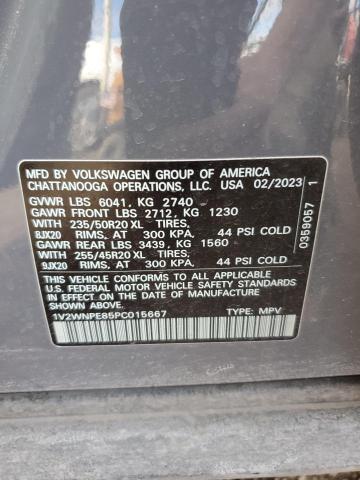 MFD BY VOLKSWAGEN GROUP OF AMERICA
CHATTANOOGA OPERATIONS, LLC. USA 02/2023
GVWR LBS 6041, KG 2740
GAWR FRONT LBS 2712, KG 1230
235/50R20 XL TIRES.
8JX20 RIMS, AT 300 KPA. 44 PSI COLD
GAWR REAR LBS 3439, KG 1560
255/45R20 XL TIRES.
9JX20 RIMS, AT 300 KPA. 44 PSI COLD
THIS VEHICLE CONFORMS TO ALL APPLICABLE
U.S. FEDERAL MOTOR VEHICLE SAFETY STANDARDS
IN EFFECT ON THE DATE OF MANUFACTURE
SHOWN ABOVE.
1V2WNPE85PC015667 TYPE: MPV
0359057 1